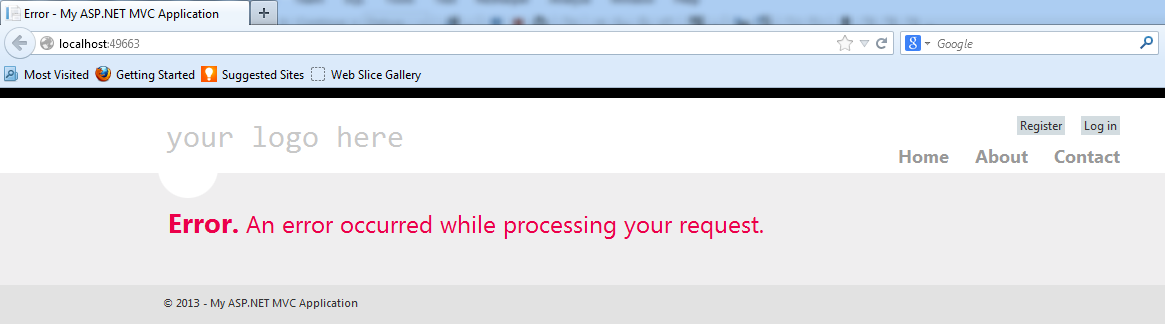 Error - My ASP.NET MVC Application
localhost:49663
Google
Most Visited Getting Started Suggested Sites Web Slice Gallery
Register Log in
your logo here
Home About Contact
Error. An error occurred while processing your request.
© 2013 - My ASP.NET MVC Application